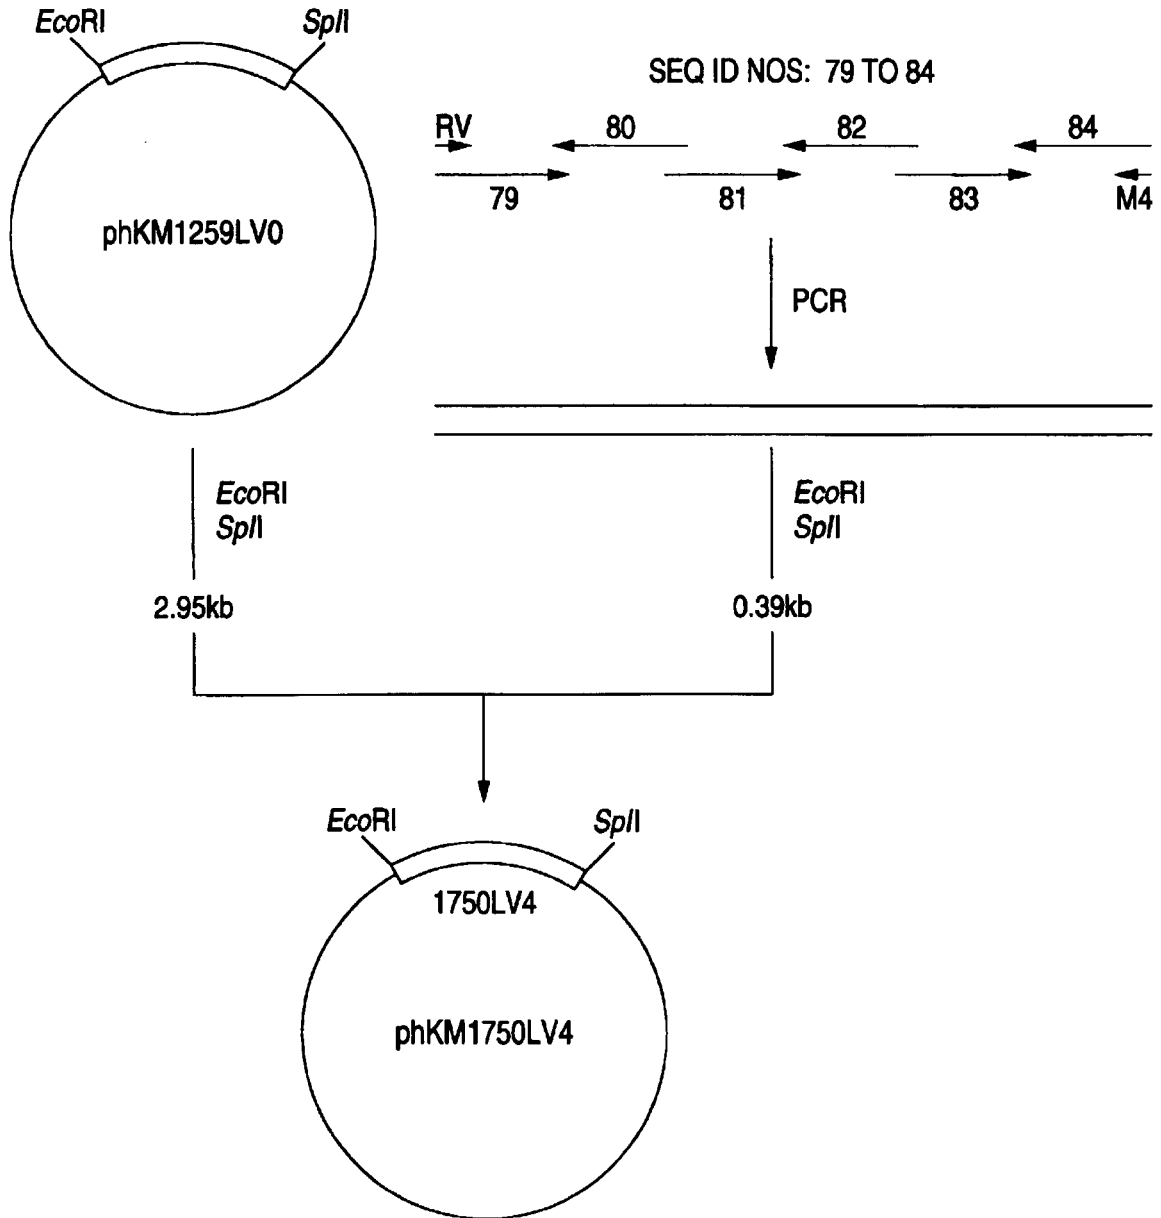 EcoRI
SplI
SEQ ID NOS: 79 TO 84
RV
80
82
84
79
81
83
M4
phKM1259LV0
PCR
EcoRI
SplI
EcoRI
SplI
2.95kb
0.39kb
EcoRI
SplI
1750LV4
phKM1750LV4